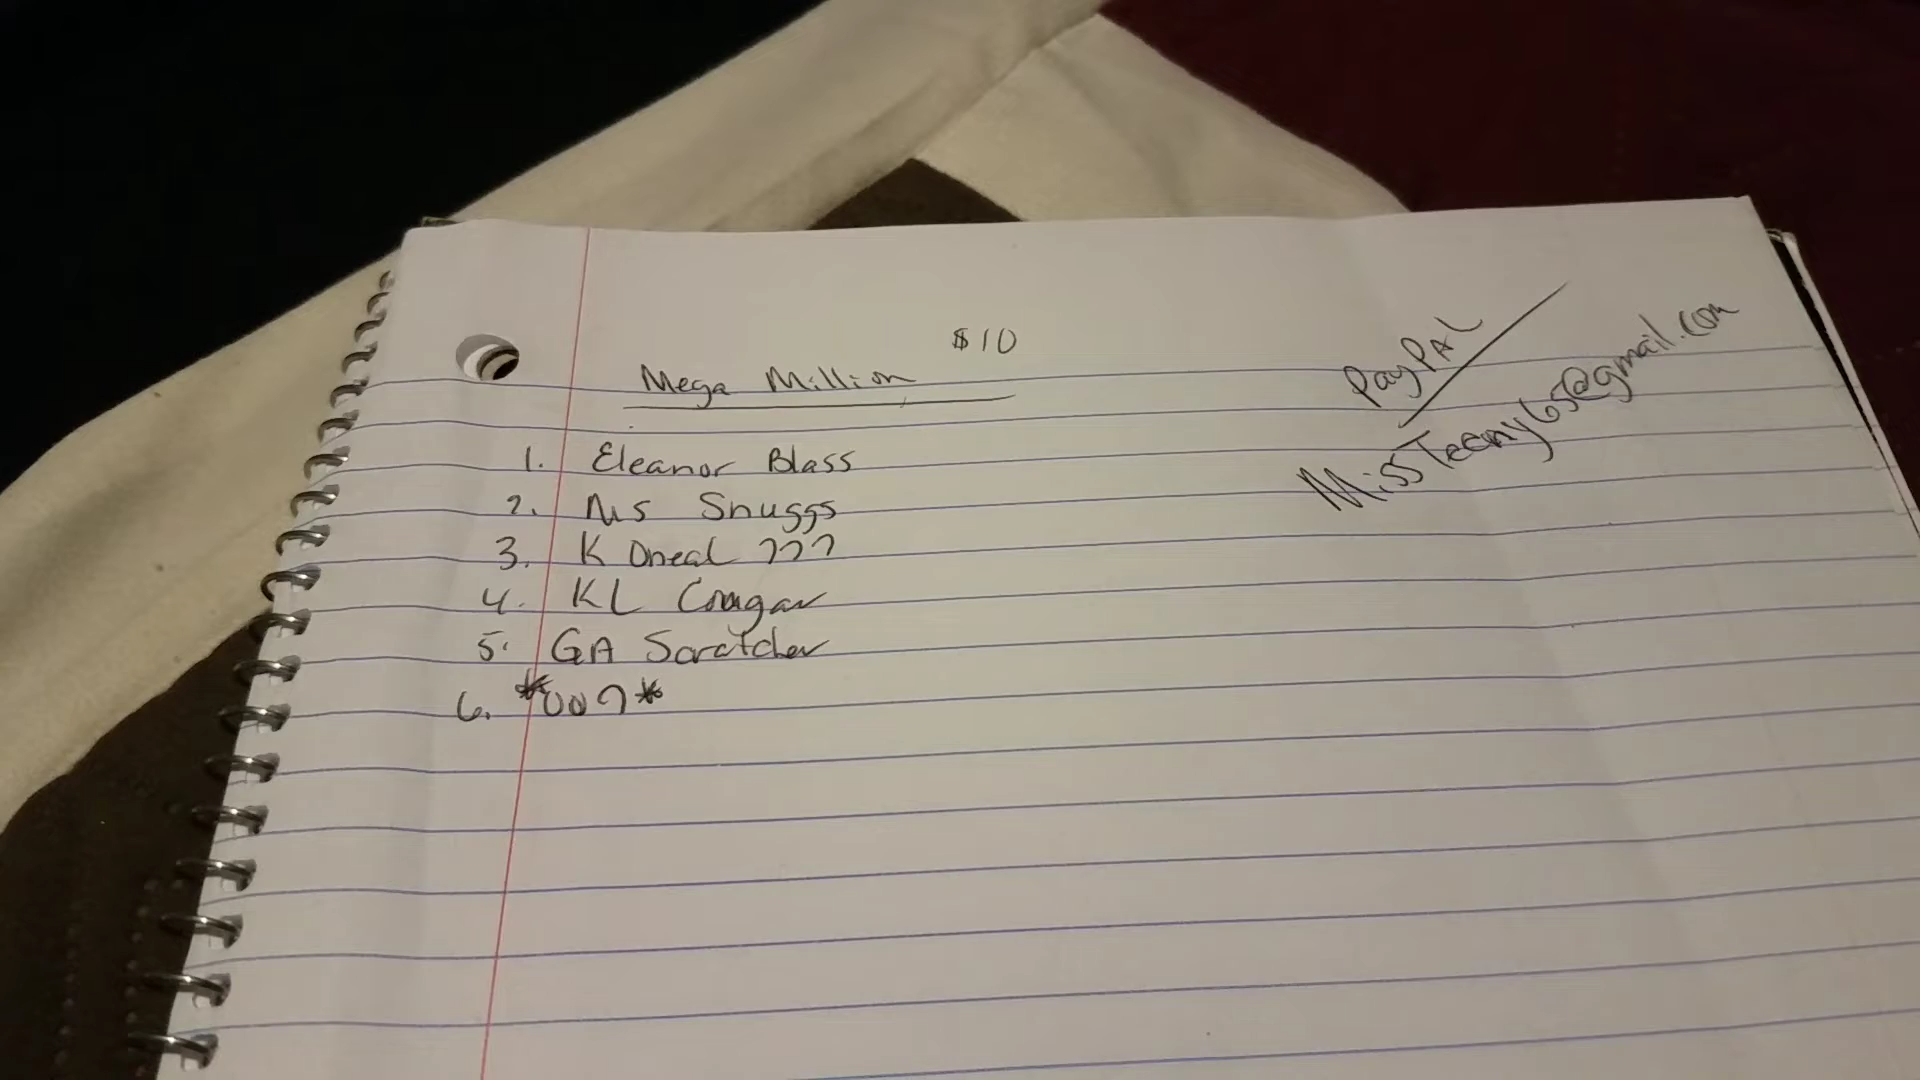 $10
Mega Million
1. Eleanor Blass
2. Ms Snuggs
3. K Oneal ???
4. KL Cougar
5. GA Scratcher
6. *007*
PayPAL
MissTeeny65@gmail.com